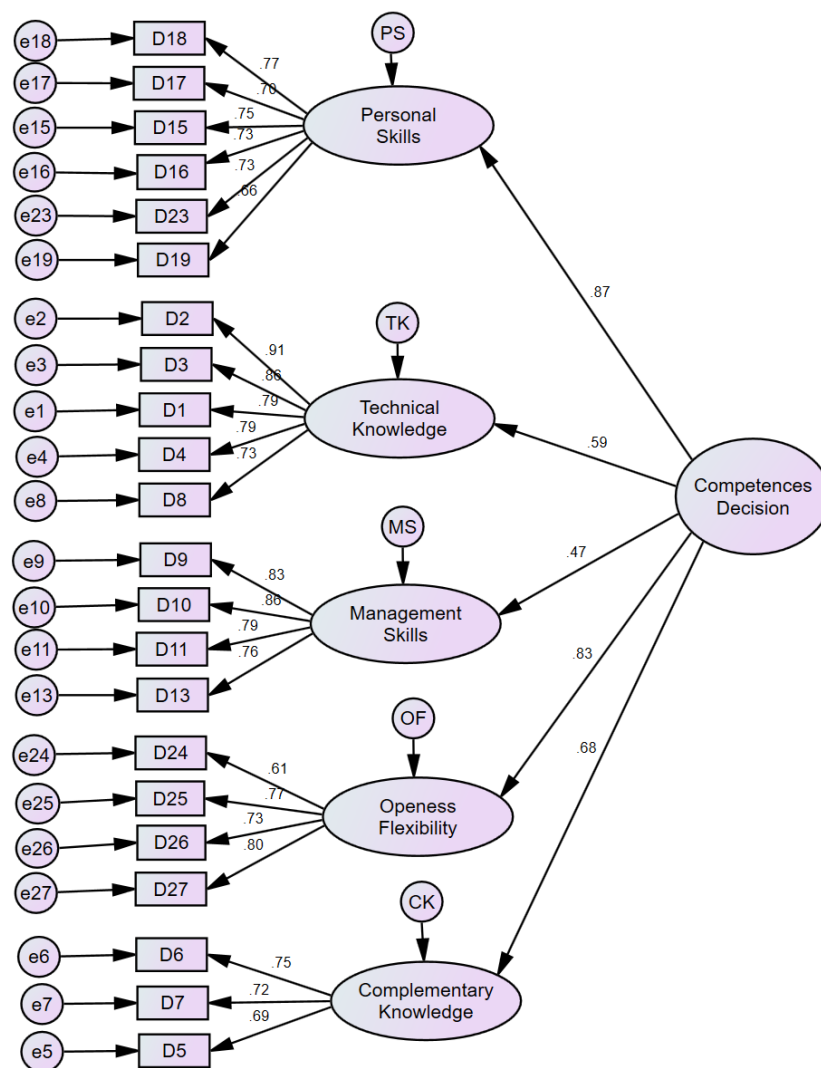 e18
D18
.77
PS
e17
D17
.70
Personal
Skills
e15
D15
.75
e16
D16
.73
e23
D23
.73
e19
D19
.66
.87
e2
D2
.91
TK
e3
D3
.86
Technical
Knowledge
e1
D1
.79
e4
D4
.79
e8
D8
.73
.59
Competences
Decision
e9
D9
.83
MS
e10
D10
.86
Management
Skills
e11
D11
.79
e13
D13
.76
.47
.83
.68
e24
D24
.61
OF
e25
D25
.77
Openess
Flexibility
e26
D26
.73
e27
D27
.80
e6
D6
.75
CK
e7
D7
.72
Complementary
Knowledge
e5
D5
.69